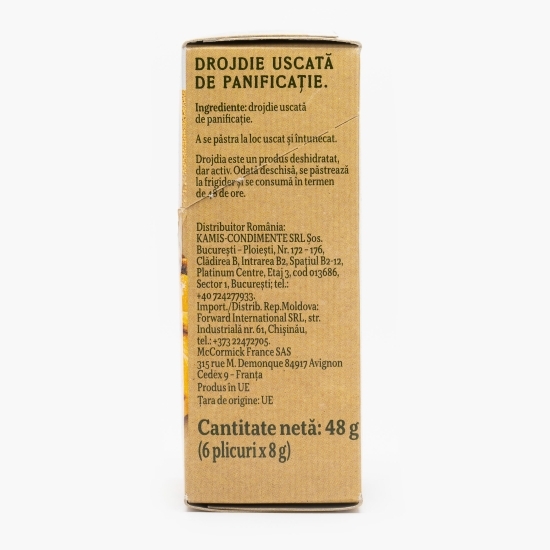 DROJDIE USCATĂ
DE PANIFICAȚIE.
Ingrediente: drojdie uscată
de panificație.
A se păstra la loc uscat și întunecat.
Drojdia este un produs deshidratat,
dar activ. Odată deschisă, se păstrează
la frigider și se consumă în termen
de 48 de ore.
Distribuitor România:
KAMIS-CONDIMENTE SRL Șos.
București - Ploiești, Nr. 172 - 176,
Clădirea B, Intrarea B2, Spațiul B2-12,
Platinum Centre, Etaj 3, cod 013686,
Sector 1, București; tel.:
+40 724277933.
Import./Distrib. Rep.Moldova:
Forward International SRL, str.
Industrială nr. 61, Chișinău,
tel.: +373 22472705.
McCormick France SAS
315 rue M. Demonque 84917 Avignon
Cedex 9 - Franța
Produs în UE
Țara de origine: UE
Cantitate netă: 48 g
(6 plicuri x 8 g)